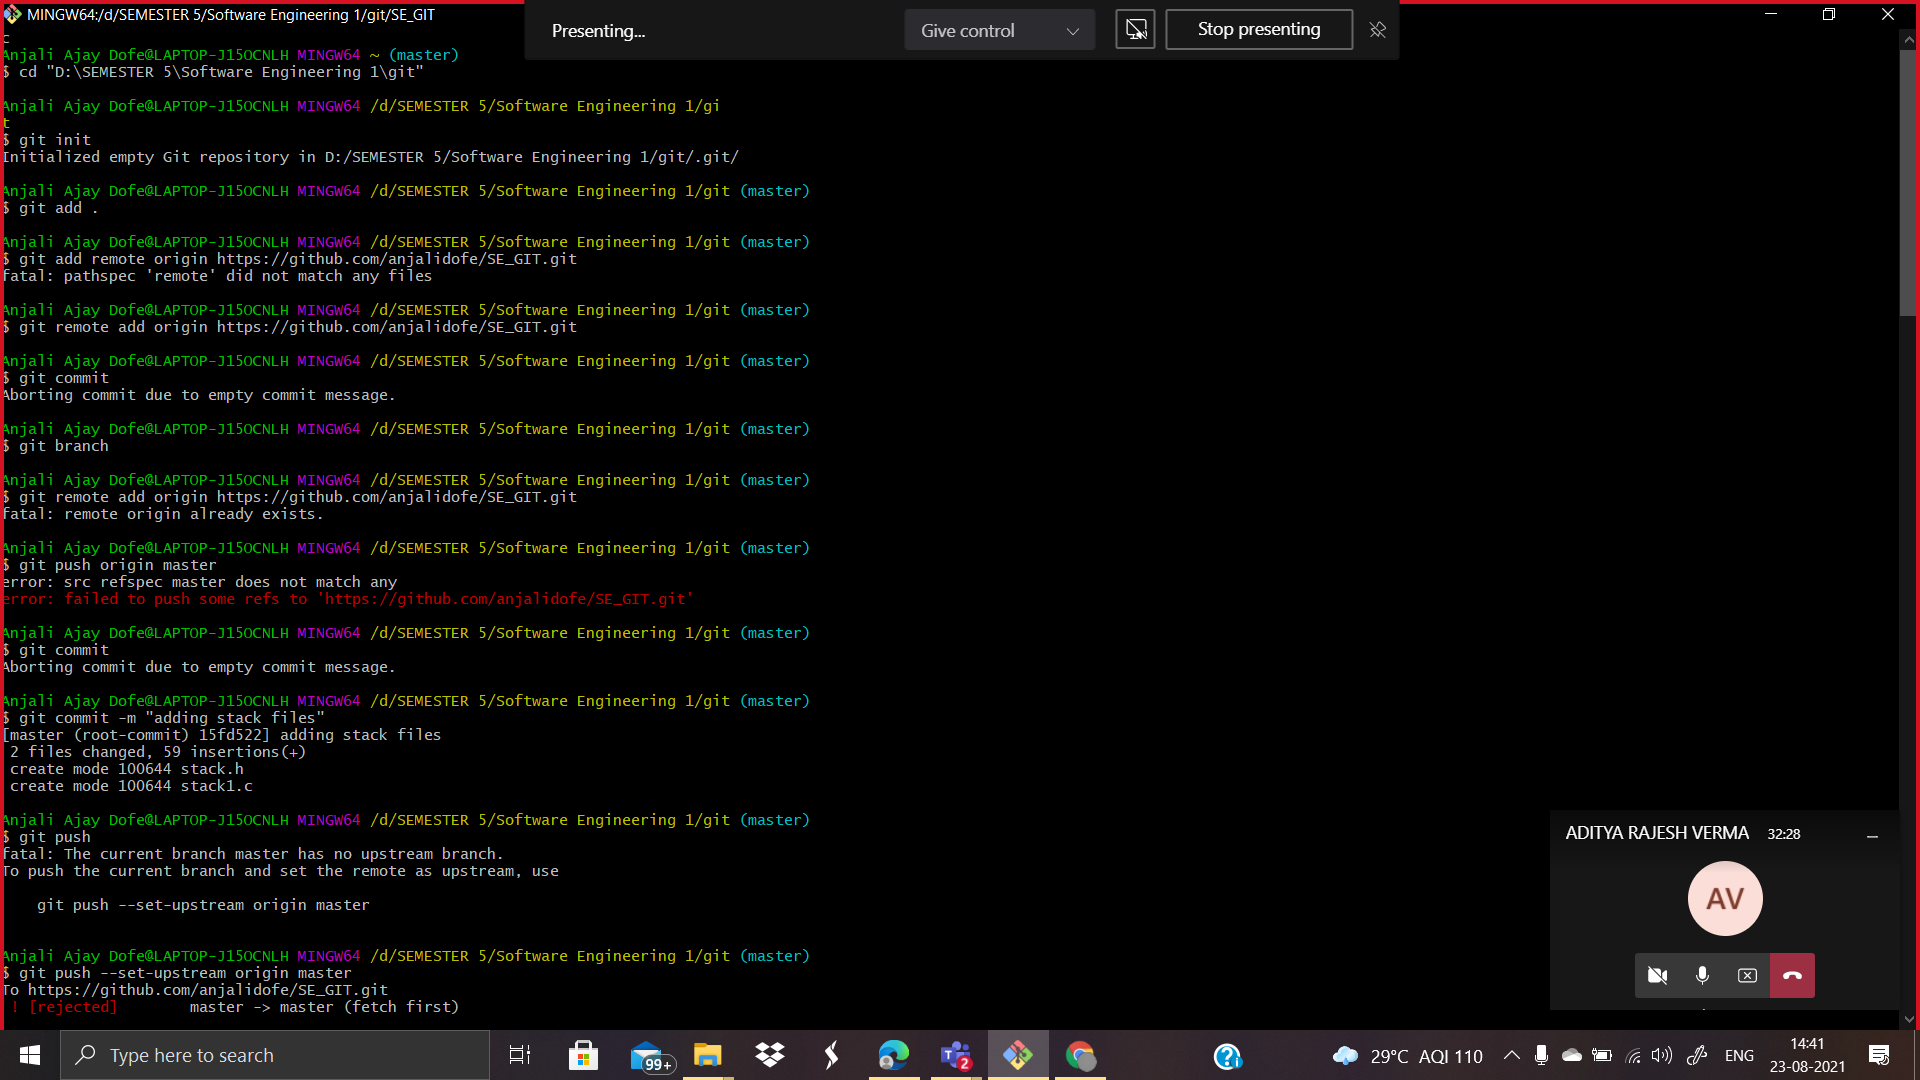 MINGW64:/d/SEMESTER 5/Software Engineering 1/git/SE_GIT
Presenting...
Give control
Stop presenting
c
Anjali Ajay Dofe@LAPTOP-J15OCNLH MINGW64 ~ (master)
$ cd "D:\SEMESTER 5\Software Engineering 1\git"
Anjali Ajay Dofe@LAPTOP-J15OCNLH MINGW64 /d/SEMESTER 5/Software Engineering 1/gi
t
$ git init
Initialized empty Git repository in D:/SEMESTER 5/Software Engineering 1/git/.git/
Anjali Ajay Dofe@LAPTOP-J15OCNLH MINGW64 /d/SEMESTER 5/Software Engineering 1/git (master)
$ git add .
Anjali Ajay Dofe@LAPTOP-J15OCNLH MINGW64 /d/SEMESTER 5/Software Engineering 1/git (master)
$ git add remote origin https://github.com/anjalidofe/SE_GIT.git
fatal: pathspec 'remote' did not match any files
Anjali Ajay Dofe@LAPTOP-J15OCNLH MINGW64 /d/SEMESTER 5/Software Engineering 1/git (master)
$ git remote add origin https://github.com/anjalidofe/SE_GIT.git
Anjali Ajay Dofe@LAPTOP-J15OCNLH MINGW64 /d/SEMESTER 5/Software Engineering 1/git (master)
$ git commit
Aborting commit due to empty commit message.
Anjali Ajay Dofe@LAPTOP-J15OCNLH MINGW64 /d/SEMESTER 5/Software Engineering 1/git (master)
$ git branch
Anjali Ajay Dofe@LAPTOP-J15OCNLH MINGW64 /d/SEMESTER 5/Software Engineering 1/git (master)
$ git remote add origin https://github.com/anjalidofe/SE_GIT.git
fatal: remote origin already exists.
Anjali Ajay Dofe@LAPTOP-J15OCNLH MINGW64 /d/SEMESTER 5/Software Engineering 1/git (master)
$ git push origin master
error: src refspec master does not match any
error: failed to push some refs to 'https://github.com/anjalidofe/SE_GIT.git'
Anjali Ajay Dofe@LAPTOP-J15OCNLH MINGW64 /d/SEMESTER 5/Software Engineering 1/git (master)
$ git commit
Aborting commit due to empty commit message.
Anjali Ajay Dofe@LAPTOP-J15OCNLH MINGW64 /d/SEMESTER 5/Software Engineering 1/git (master)
$ git commit -m "adding stack files"
[master (root-commit) 15fd522] adding stack files
2 files changed, 59 insertions(+)
create mode 100644 stack.h
create mode 100644 stack1.c
Anjali Ajay Dofe@LAPTOP-J15OCNLH MINGW64 /d/SEMESTER 5/Software Engineering 1/git (master)
$ git push
fatal: The current branch master has no upstream branch.
To push the current branch and set the remote as upstream, use
git push --set-upstream origin master
Anjali Ajay Dofe@LAPTOP-J15OCNLH MINGW64 /d/SEMESTER 5/Software Engineering 1/git (master)
$ git push --set-upstream origin master
To https://github.com/anjalidofe/SE_GIT.git
! [rejected] master -> master (fetch first)
ADITYA RAJESH VERMA 32:28
AV
Type here to search
99+
2
29°C AQI 110
ENG
14:41
23-08-2021